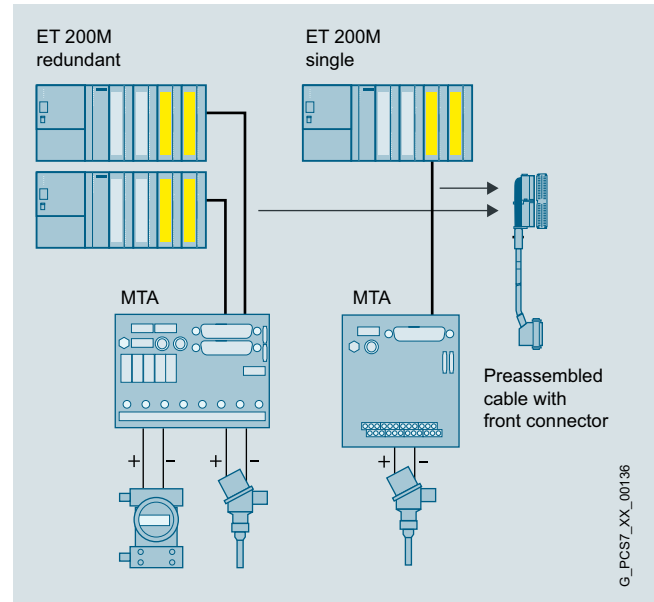 ET 200M
redundant
ET 200M
single
MTA
MTA
Preassembled
cable with
front connector
+ –
+ –
+ –
G_PCS7_XX_00136